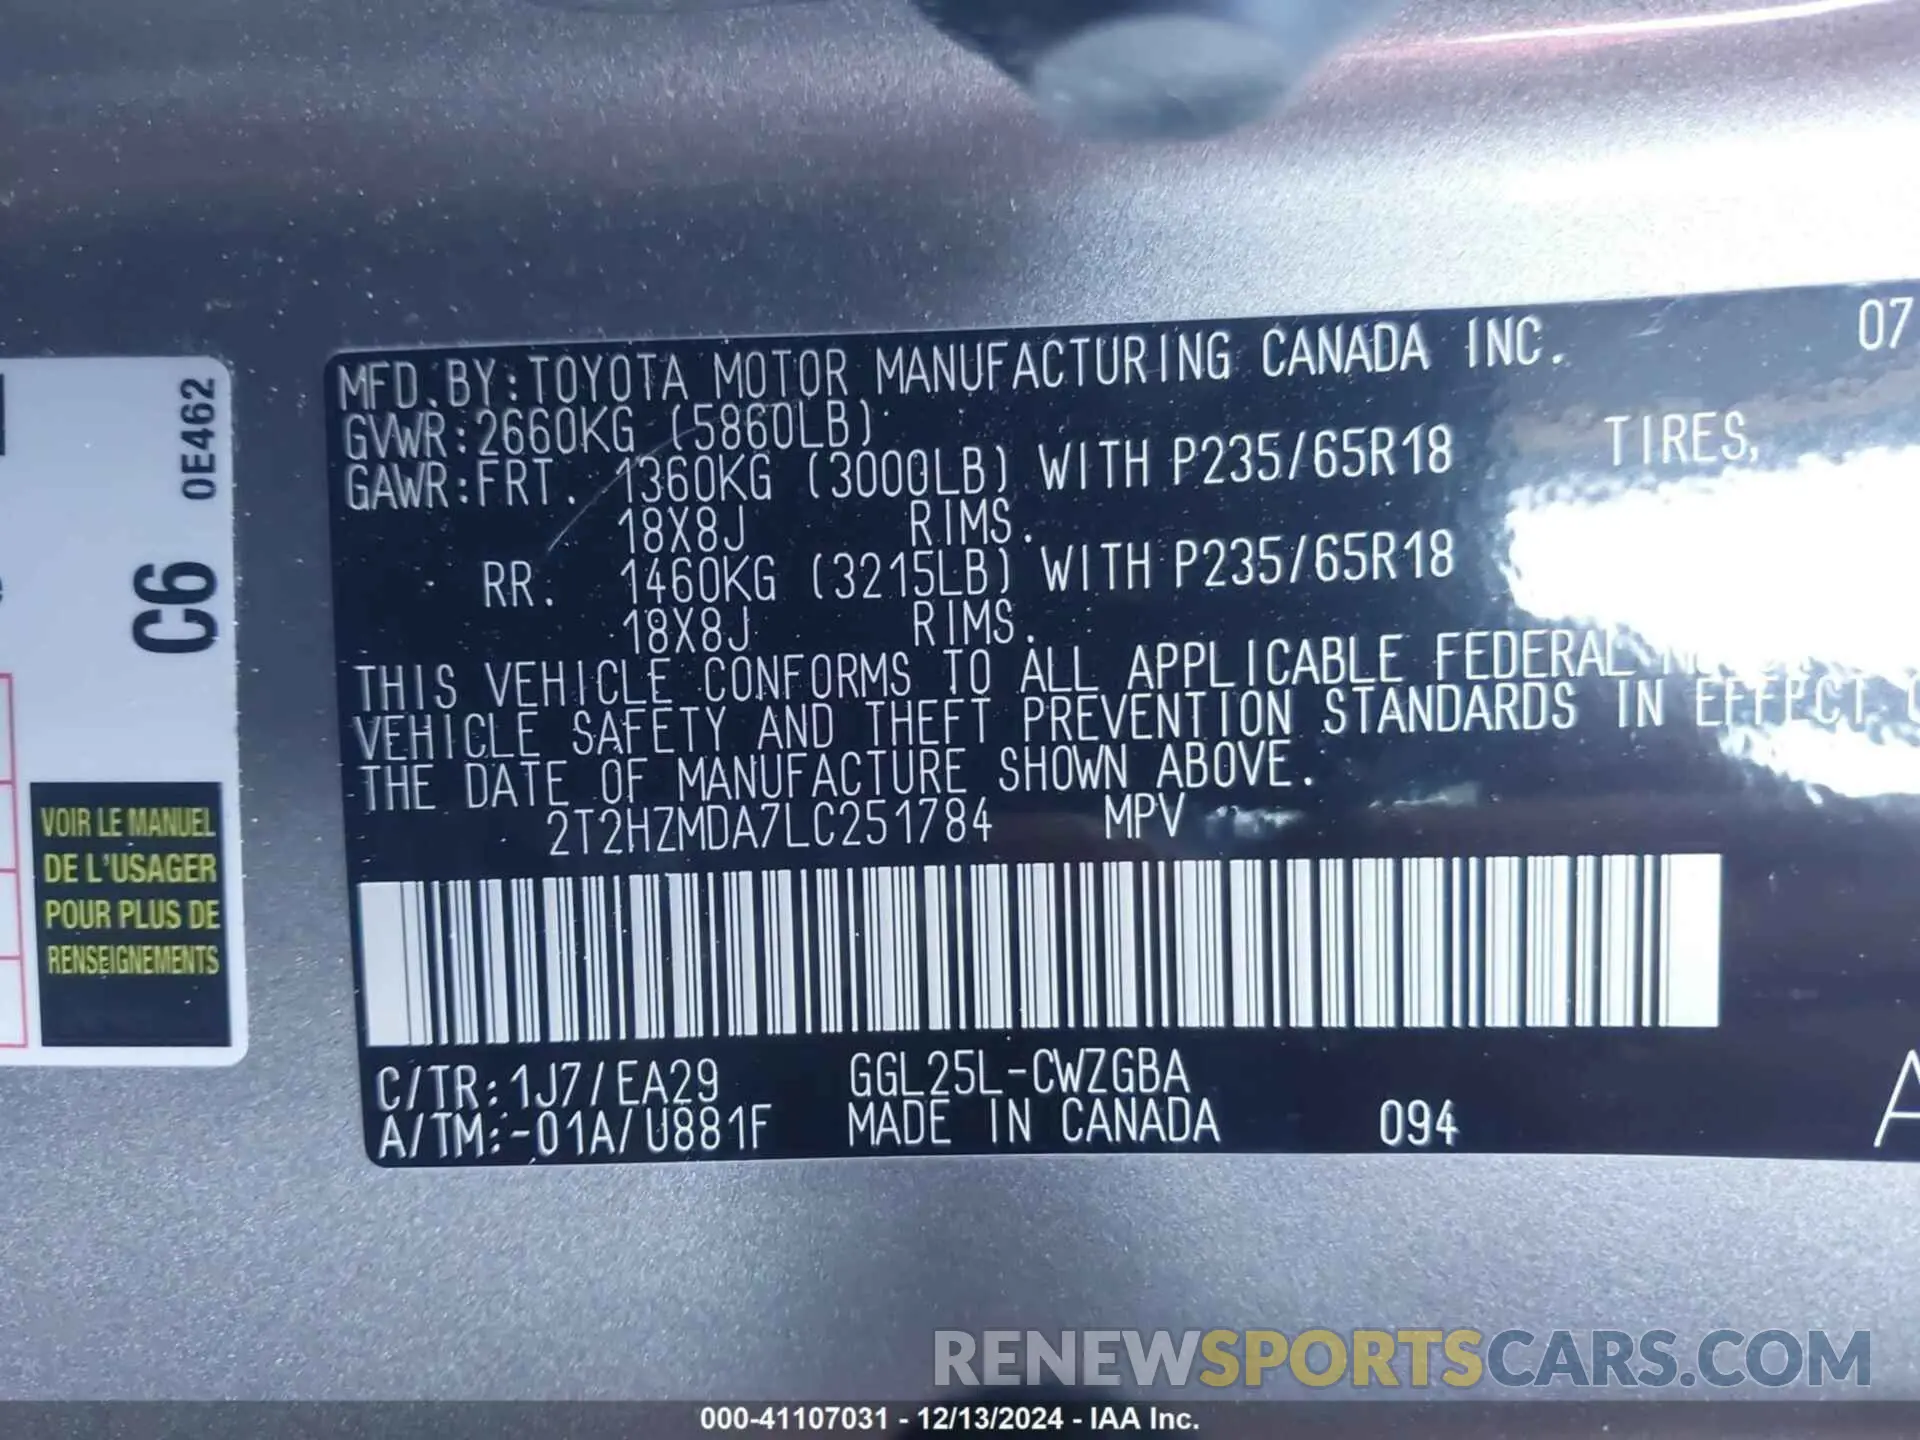 MFD.BY:TOYOTA MOTOR MANUFACTURING CANADA INC. 07
GVWR:2660KG (5860LB)
GAWR:FRT. 1360KG (3000LB) WITH P235/65R18 TIRES,
18X8J RIMS.
RR. 1460KG (3215LB) WITH P235/65R18
18X8J RIMS.
THIS VEHICLE CONFORMS TO ALL APPLICABLE FEDERAL
VEHICLE SAFETY AND THEFT PREVENTION STANDARDS IN EFFECT
THE DATE OF MANUFACTURE SHOWN ABOVE.
2T2HZMDA7LC251784 MPV
C/TR:1J7/EA29 GGL25L-CWZGBA
A/TM:-01A/U881F MADE IN CANADA 094 A
0E462
C6
VOIR LE MANUEL
DE L'USAGER
POUR PLUS DE
RENSEIGNEMENTS
RENEWSPORTSCARS.COM
000-41107031 - 12/13/2024 - IAA Inc.